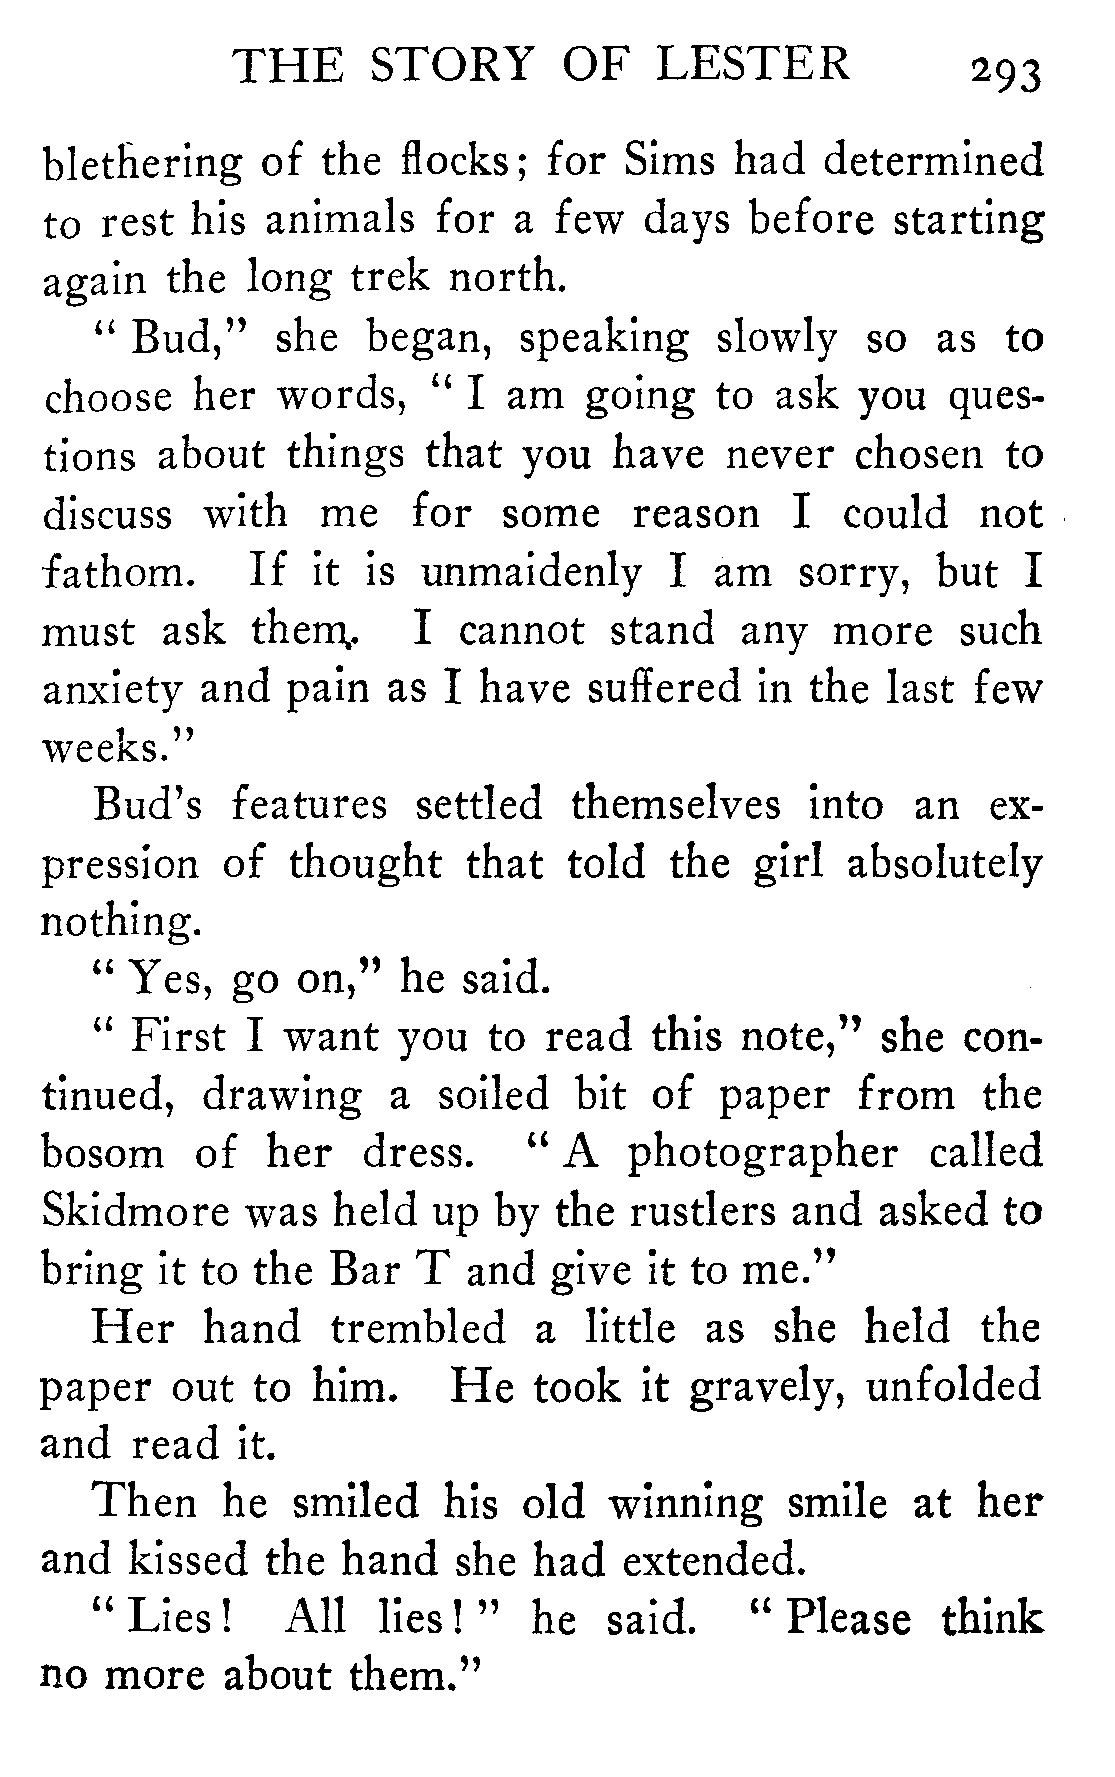 THE STORY OF LESTER 293
blethering of the flocks; for Sims had determined
to rest his animals for a few days before starting
again the long trek north.
" Bud," she began, speaking slowly so as to
choose her words, " I am going to ask you ques-
tions about things that you have never chosen to
discuss with me for some reason I could not
fathom. If it is unmaidenly I am sorry, but I
must ask them. I cannot stand any more such
anxiety and pain as I have suffered in the last few
weeks."
Bud's features settled themselves into an ex-
pression of thought that told the girl absolutely
nothing.
" Yes, go on," he said.
" First I want you to read this note," she con-
tinued, drawing a soiled bit of paper from the
bosom of her dress. " A photographer called
Skidmore was held up by the rustlers and asked to
bring it to the Bar T and give it to me."
Her hand trembled a little as she held the
paper out to him. He took it gravely, unfolded
and read it.
Then he smiled his old winning smile at her
and kissed the hand she had extended.
" Lies! All lies! " he said. " Please think
no more about them."